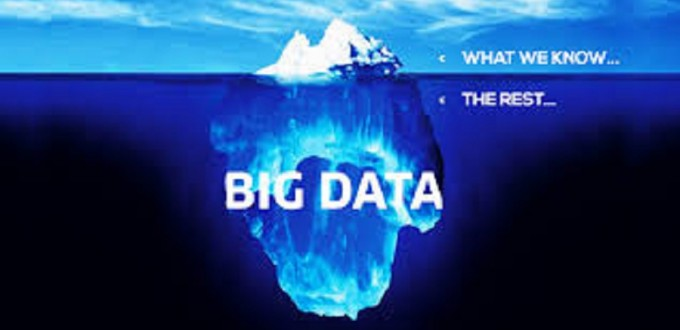 ‹ WHAT WE KNOW...
‹ THE REST...
BIG DATA